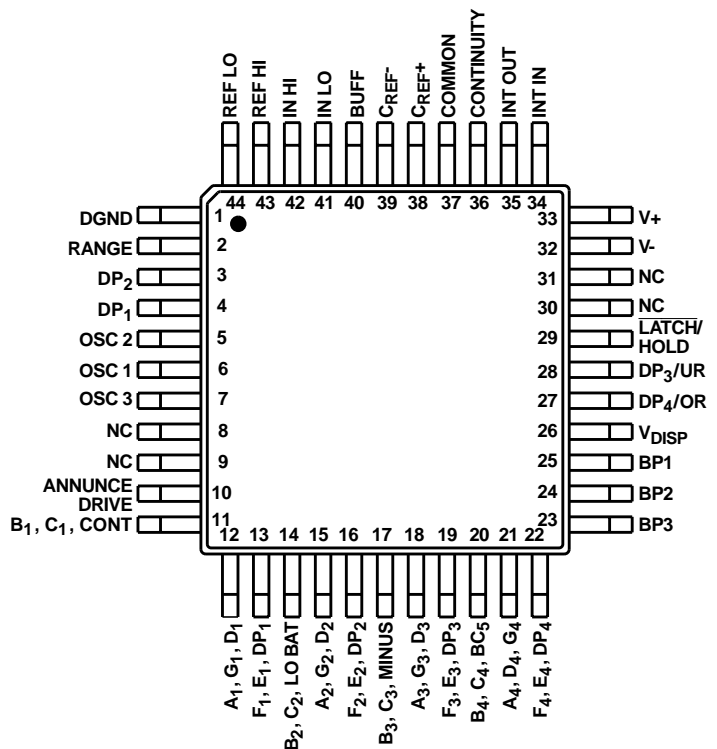 REF LO
REF HI
IN HI
IN LO
BUFF
CREF-
CREF+
COMMON
CONTINUITY
INT OUT
INT IN
44 43 42 41 40 39 38 37 36 35 34
DGND 1
RANGE 2
DP2 3
DP1 4
OSC 2 5
OSC 1 6
OSC 3 7
NC 8
NC 9
ANNUNCE
DRIVE 10
B1, C1, CONT 11
33 V+
32 V-
31 NC
30 NC
29 LATCH/
HOLD
28 DP3/UR
27 DP4/OR
26 VDISP
25 BP1
24 BP2
23 BP3
12 13 14 15 16 17 18 19 20 21 22
A1, G1, D1
F1, E1, DP1
B2, C2, LO BAT
A2, G2, D2
F2, E2, DP2
B3, C3, MINUS
A3, G3, D3
F3, E3, DP3
B4, C4, BC5
A4, D4, G4
F4, E4, DP4